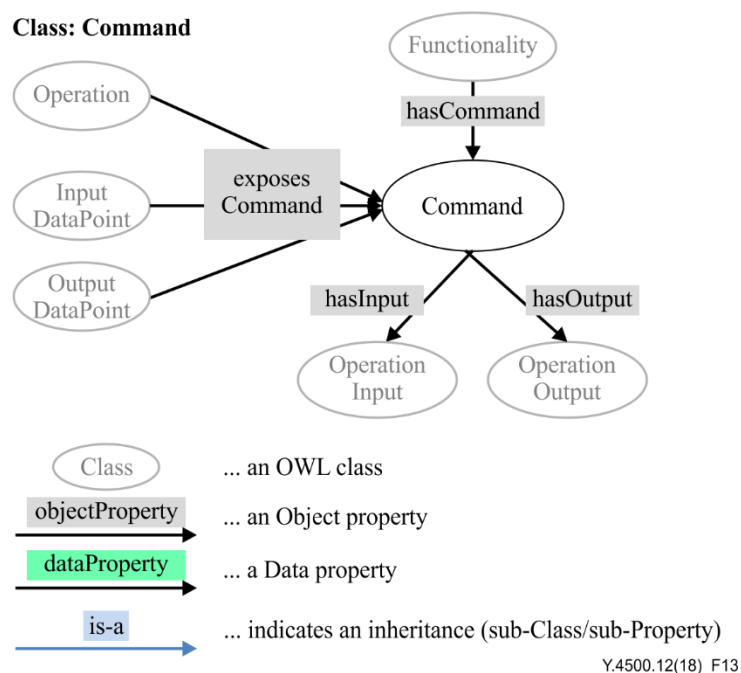 Class: Command
Functionality
Operation
hasCommand
Input
DataPoint
exposes
Command
Command
Output
DataPoint
hasInput
hasOutput
Operation
Input
Operation
Output
Class
... an OWL class
objectProperty
... an Object property
dataProperty
... a Data property
is-a
... indicates an inheritance (sub-Class/sub-Property)
Y.4500.12(18)_F13